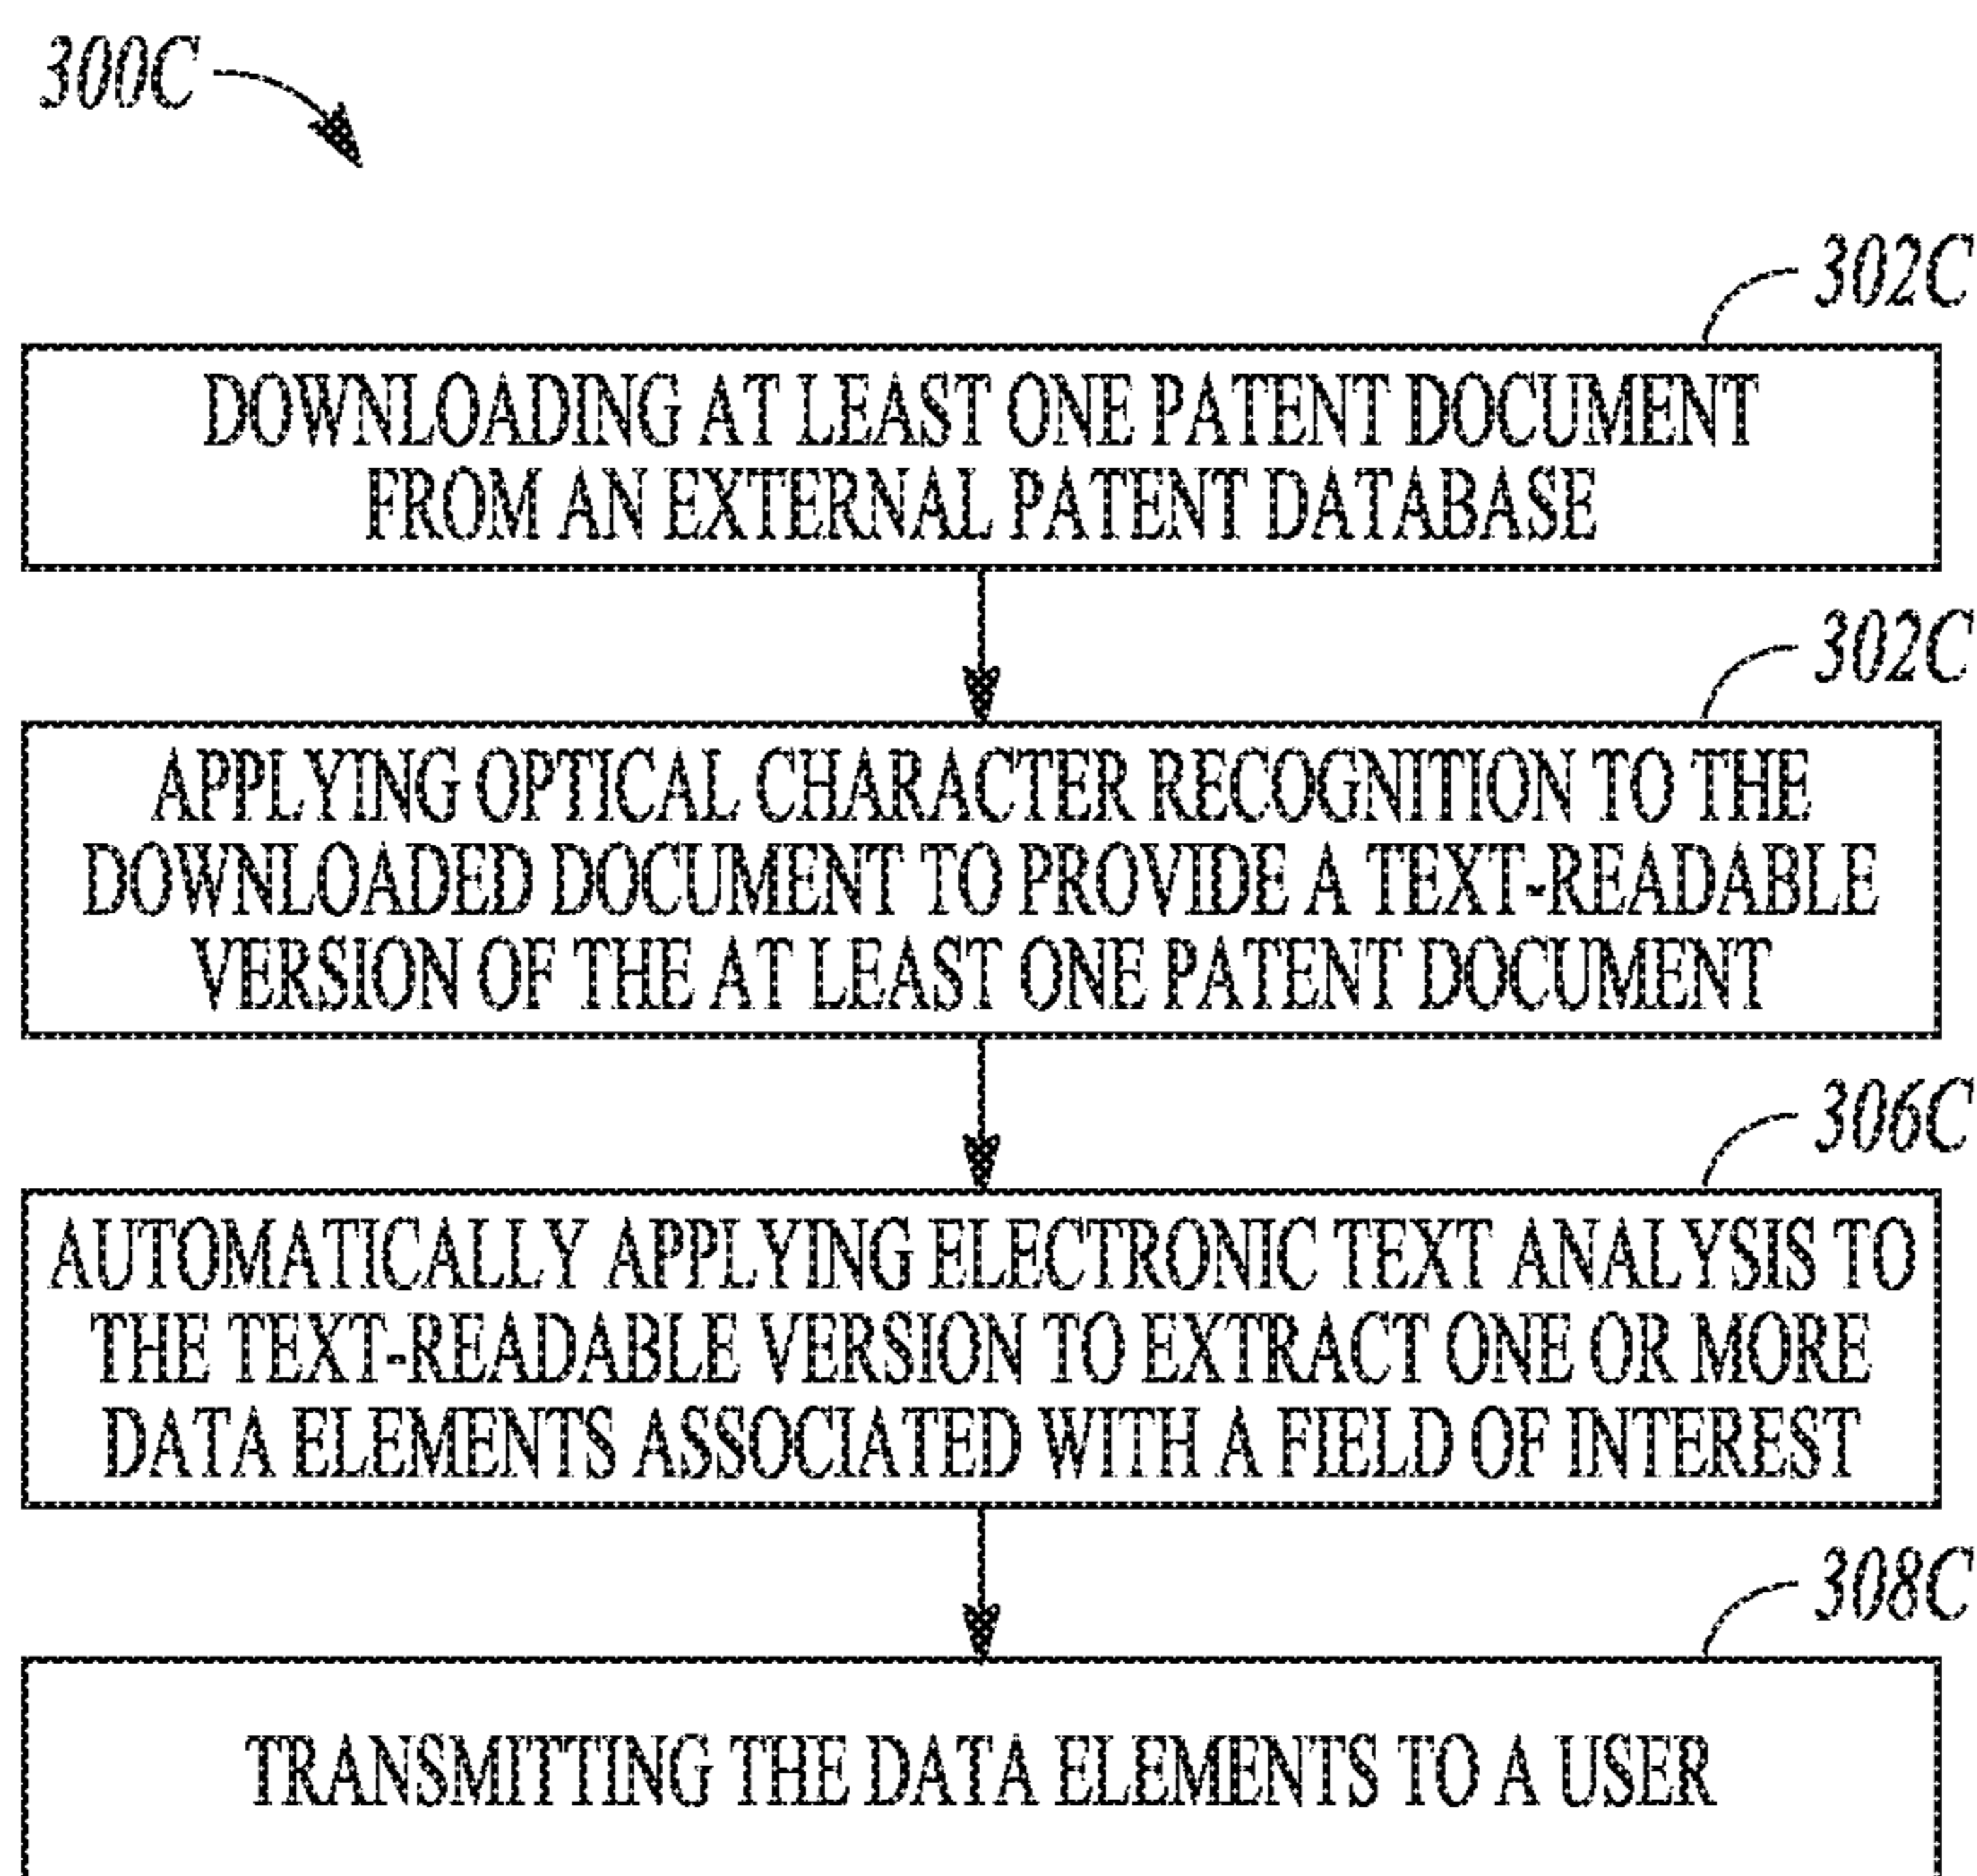 300C
302C
DOWNLOADING AT LEAST ONE PATENT DOCUMENT
FROM AN EXTERNAL PATENT DATABASE
302C
APPLYING OPTICAL CHARACTER RECOGNITION TO THE
DOWNLOADED DOCUMENT TO PROVIDE A TEXT-READABLE
VERSION OF THE AT LEAST ONE PATENT DOCUMENT
306C
AUTOMATICALLY APPLYING ELECTRONIC TEXT ANALYSIS TO
THE TEXT-READABLE VERSION TO EXTRACT ONE OR MORE
DATA ELEMENTS ASSOCIATED WITH A FIELD OF INTEREST
308C
TRANSMITTING THE DATA ELEMENTS TO A USER